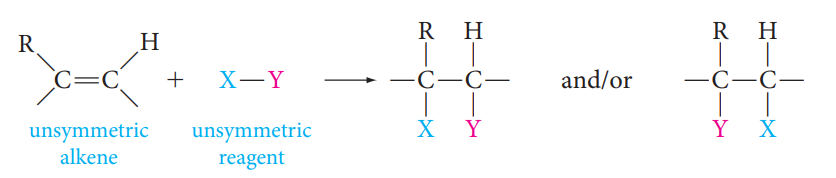 R H R H R H
C=C + X—Y —C—C— and/or —C—C—
unsymmetric unsymmetric X Y Y X
alkene reagent